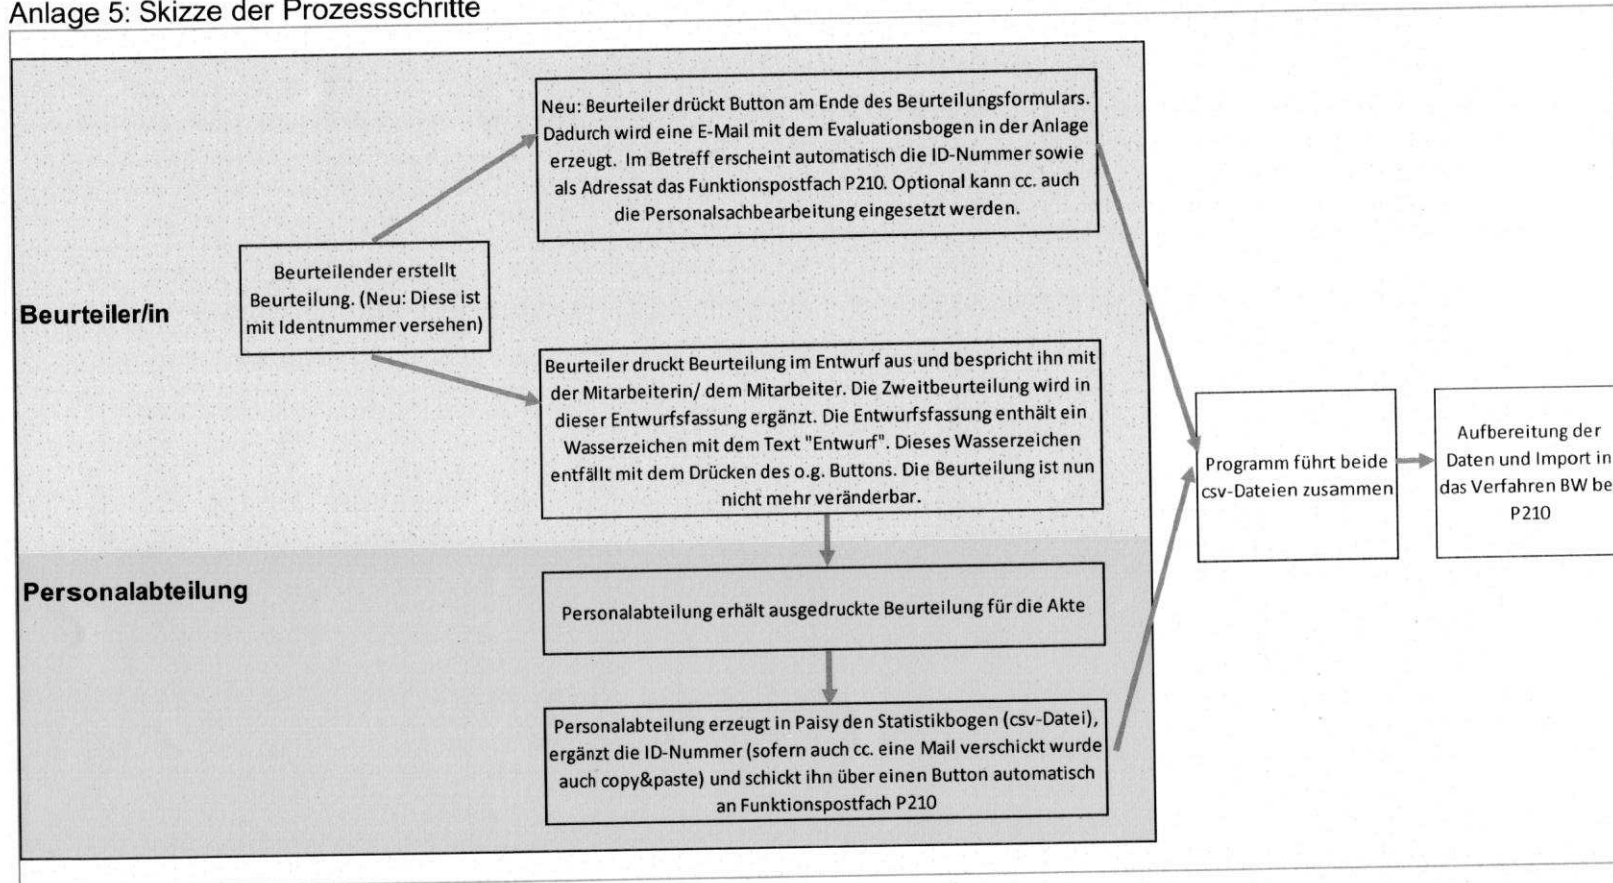 Anlage 5: Skizze der Prozessschritte
Neu: Beurteiler drückt Button am Ende des Beurteilungsformulars.
Dadurch wird eine E-Mail mit dem Evaluationsbogen in der Anlage
erzeugt. Im Betreff erscheint automatisch die ID-Nummer sowie
als Adressat das Funktionspostfach P210. Optional kann cc. auch
die Personalsachbearbeitung eingesetzt werden.
Beurteilender erstellt
Beurteilung. (Neu: Diese ist
mit Identnummer versehen)
Beurteiler/in
Beurteiler druckt Beurteilung im Entwurf aus und bespricht ihn mit
der Mitarbeiterin/ dem Mitarbeiter. Die Zweitbeurteilung wird in
dieser Entwurfsfassung ergänzt. Die Entwurfsfassung enthält ein
Wasserzeichen mit dem Text "Entwurf". Dieses Wasserzeichen
entfällt mit dem Drücken des o.g. Buttons. Die Beurteilung ist nun
nicht mehr veränderbar.
Programm führt beide
csv-Dateien zusammen
Aufbereitung der
Daten und Import in
das Verfahren BW be
P210
Personalabteilung
Personalabteilung erhält ausgedruckte Beurteilung für die Akte
Personalabteilung erzeugt in Paisy den Statistikbogen (csv-Datei),
ergänzt die ID-Nummer (sofern auch cc. eine Mail verschickt wurde
auch copy&paste) und schickt ihn über einen Button automatisch
an Funktionspostfach P210